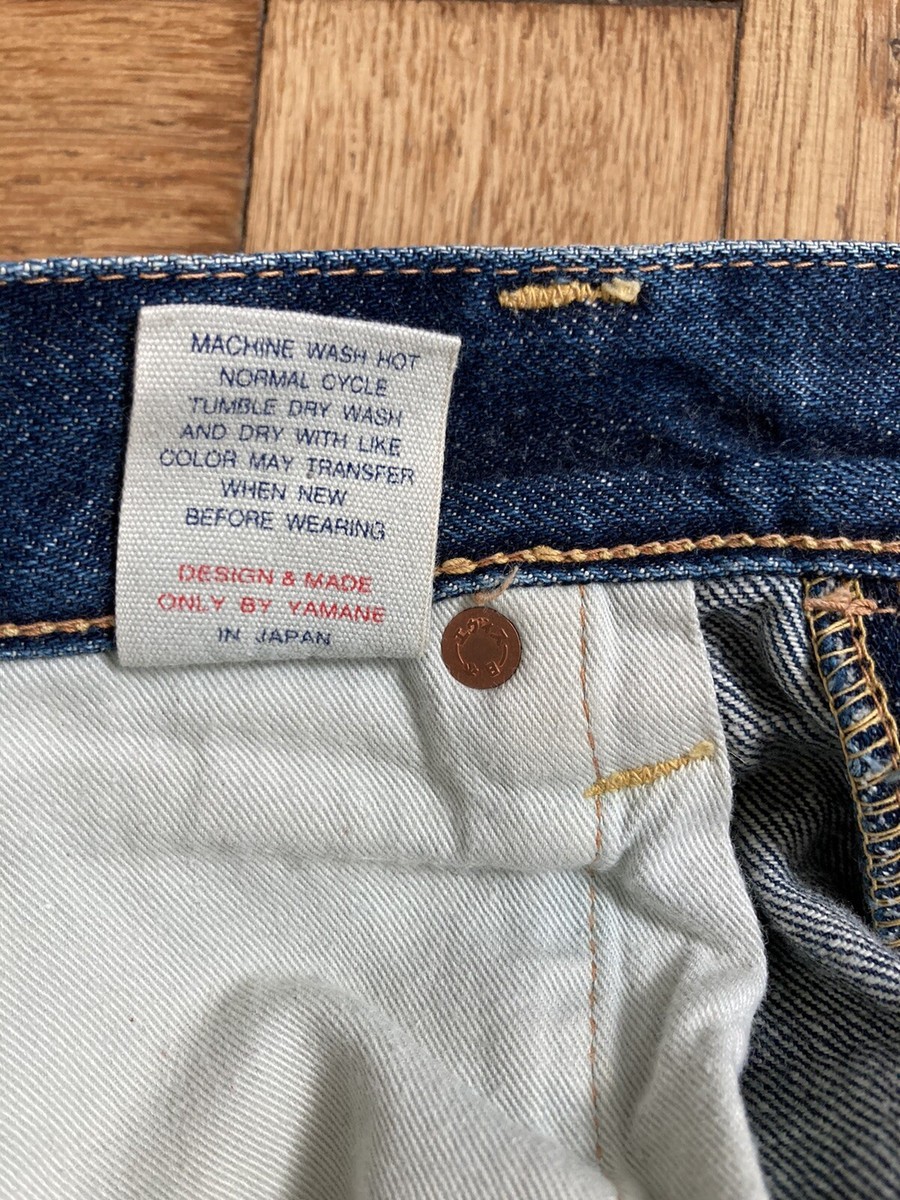 MACHINE WASH HOT
NORMAL CYCLE
TUMBLE DRY WASH
AND DRY WITH LIKE
COLOR MAY TRANSFER
WHEN NEW
BEFORE WEARING
DESIGN & MADE
ONLY BY YAMANE
IN JAPAN